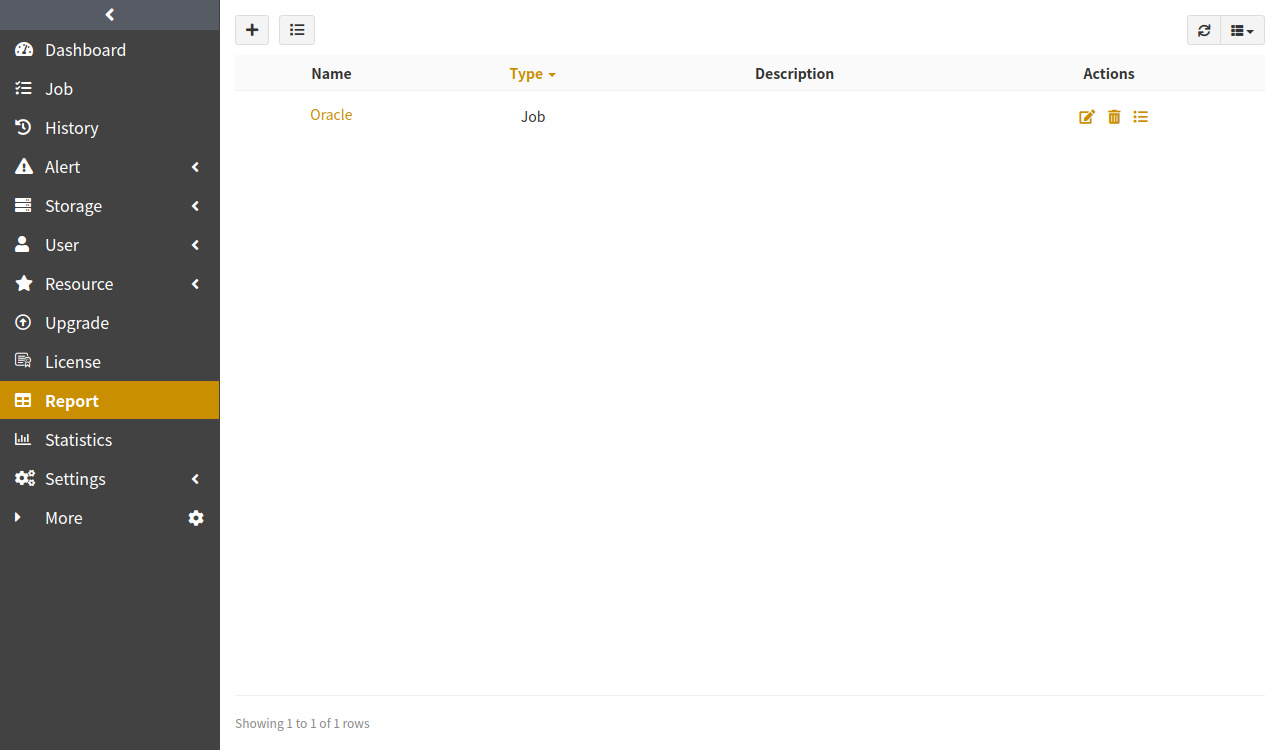 Dashboard
Job
History
Alert
Storage
User
Resource
Upgrade
License
Report
Statistics
Settings
More
Name Type Description Actions
Oracle Job
Showing 1 to 1 of 1 rows